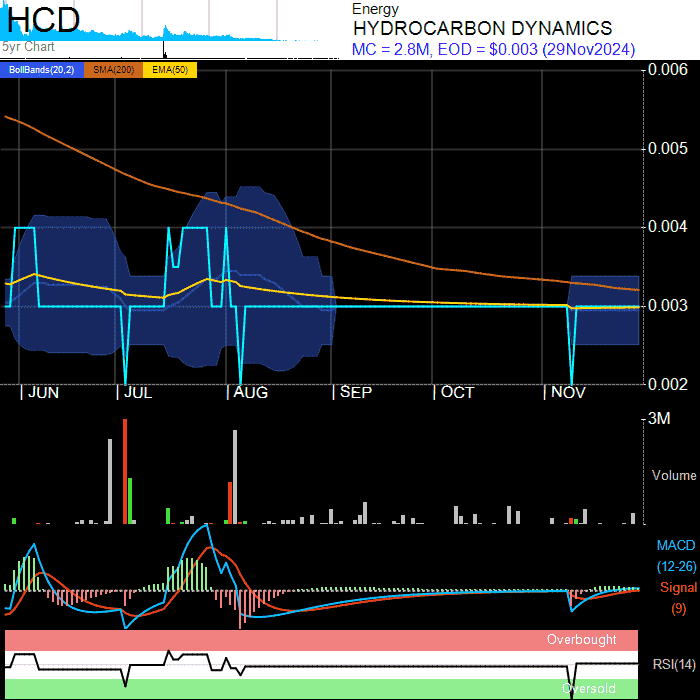 HCD
5yr Chart
Energy
HYDROCARBON DYNAMICS
MC = 2.8M, EOD = $0.003 (29Nov2024)
BollBands(20,2) SMA(200) EMA(50)
0.006
0.005
0.004
0.003
0.002
JUN JUL AUG SEP OCT NOV
3M
Volume
MACD
(12-26)
Signal
(9)
Overbought
RSI(14)
Oversold